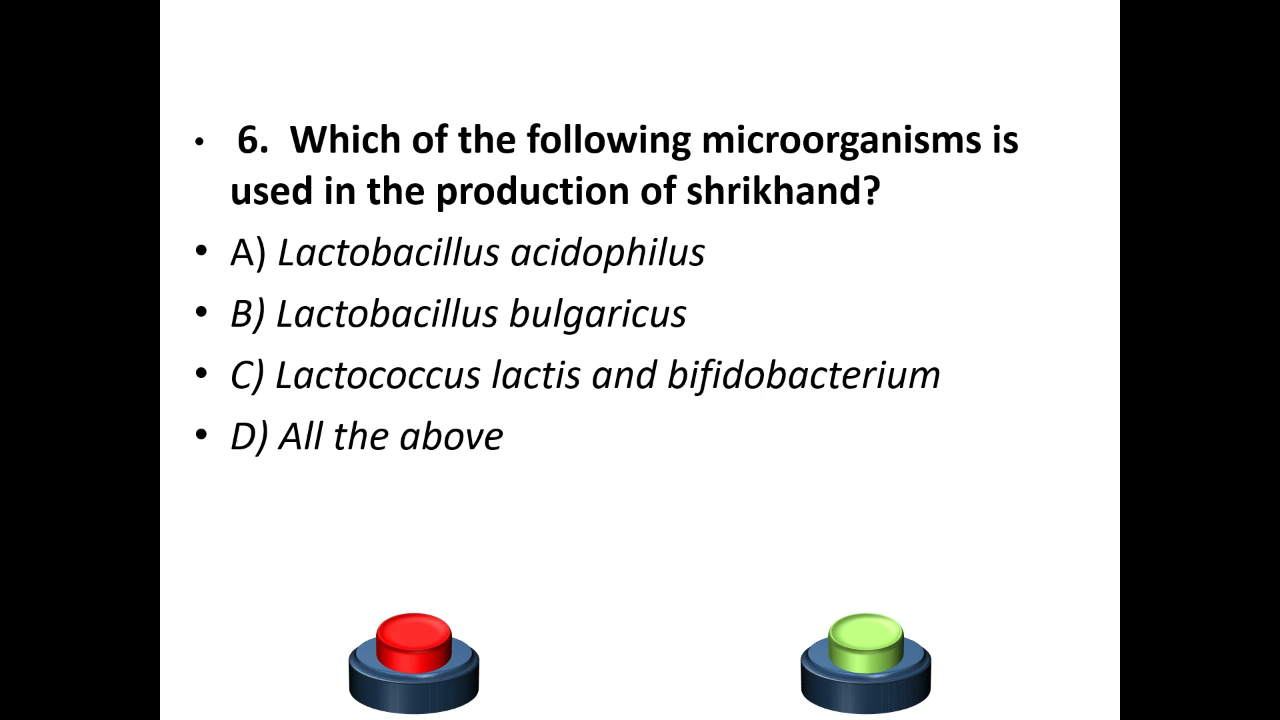 • 6. Which of the following microorganisms is
used in the production of shrikhand?
• A) Lactobacillus acidophilus
• B) Lactobacillus bulgaricus
• C) Lactococcus lactis and bifidobacterium
• D) All the above